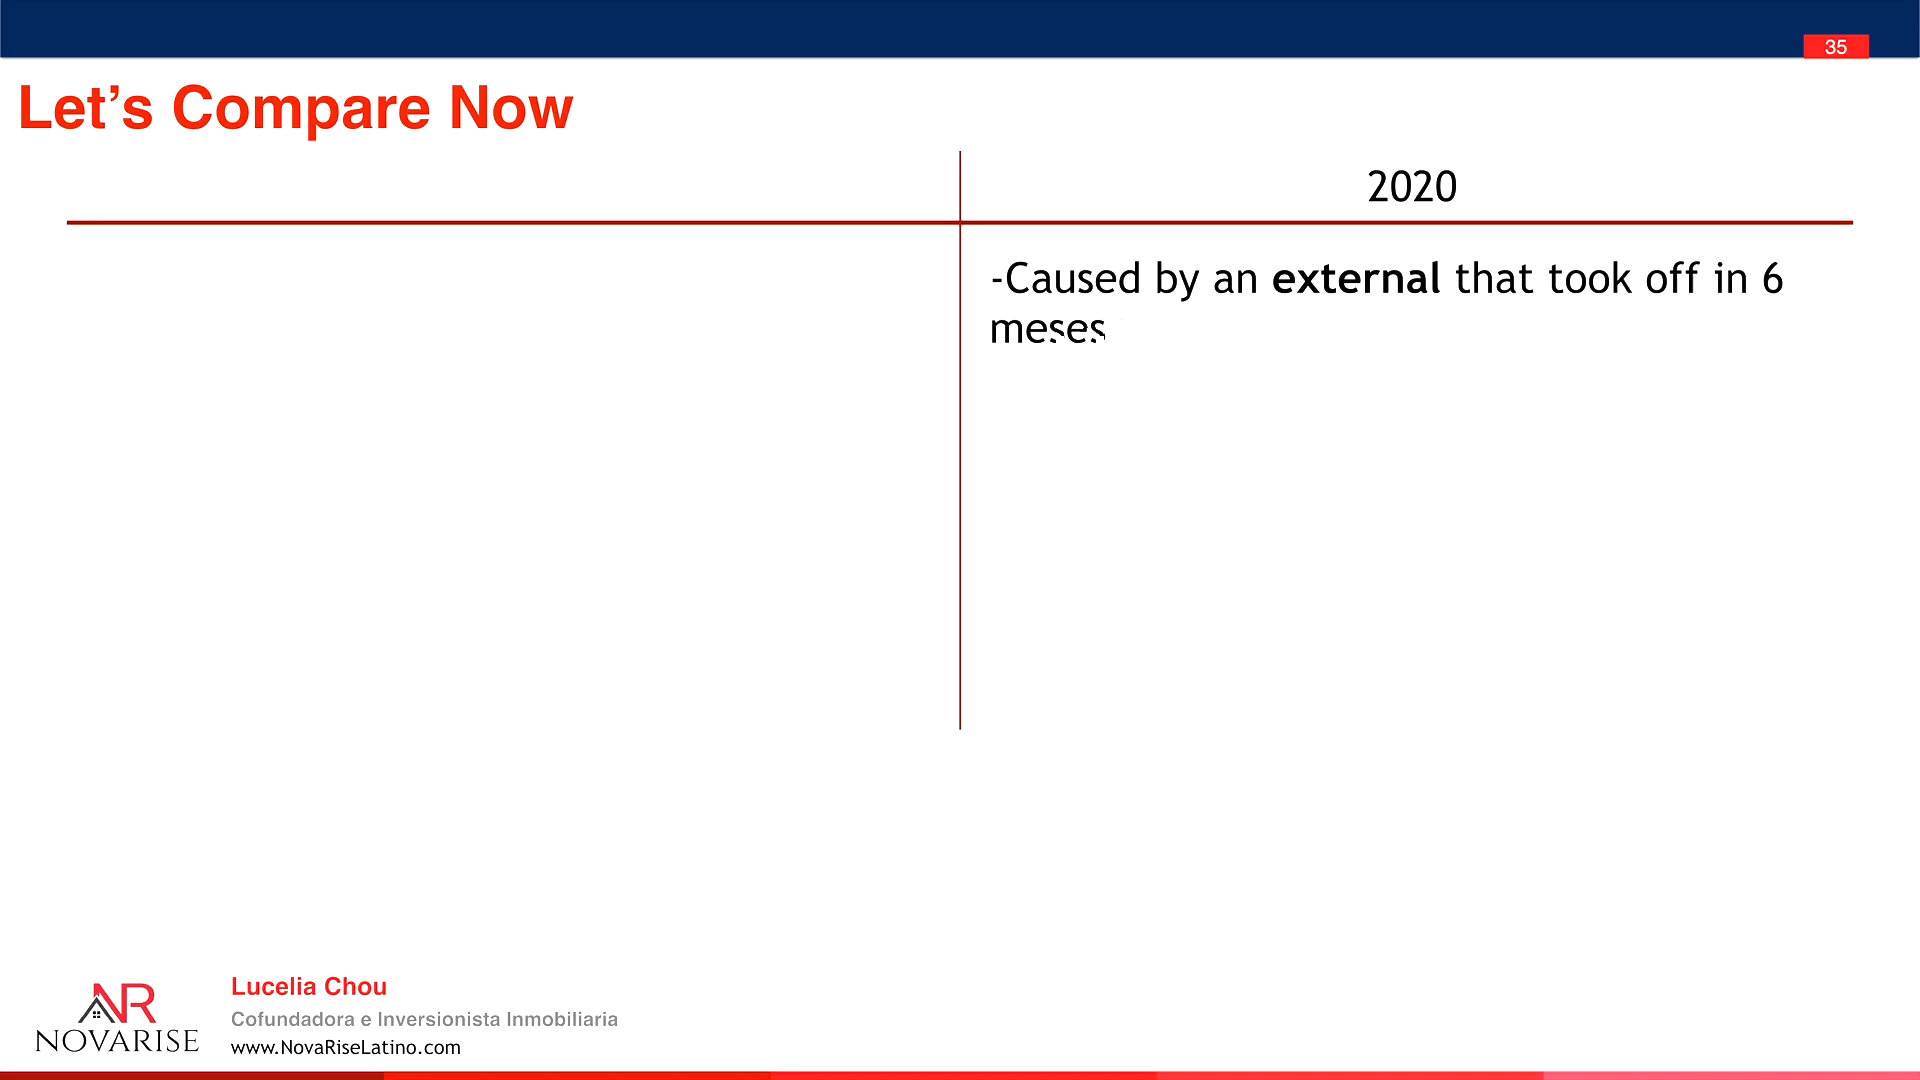 35
Let’s Compare Now
2020
-Caused by an external that took off in 6
meses
NR
NOVARISE
Lucelia Chou
Cofundadora e Inversionista Inmobiliaria
www.NovaRiseLatino.com